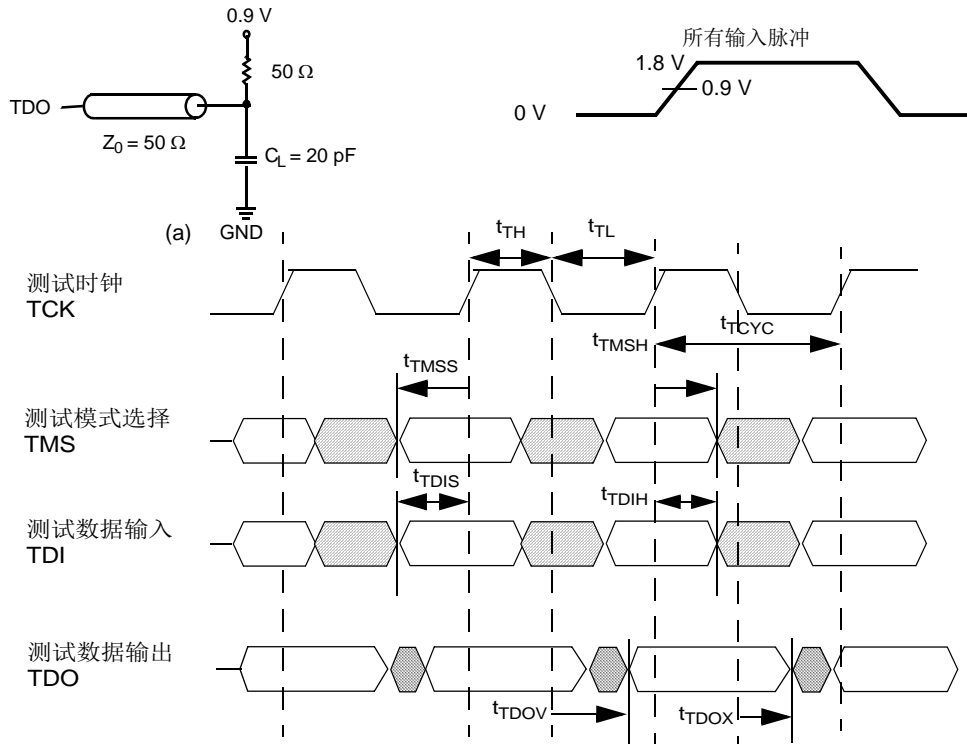 0.9 V
50 Ω
TDO
Z0 = 50 Ω
CL = 20 pF
(a)
GND
所有输入脉冲
1.8 V
0.9 V
0 V
tTH
tTL
测试时钟
TCK
tTMSH
tTCYC
tTMSS
测试模式选择
TMS
tTDIS
tTDIH
测试数据输入
TDI
测试数据输出
TDO
tTDOV
tTDOX